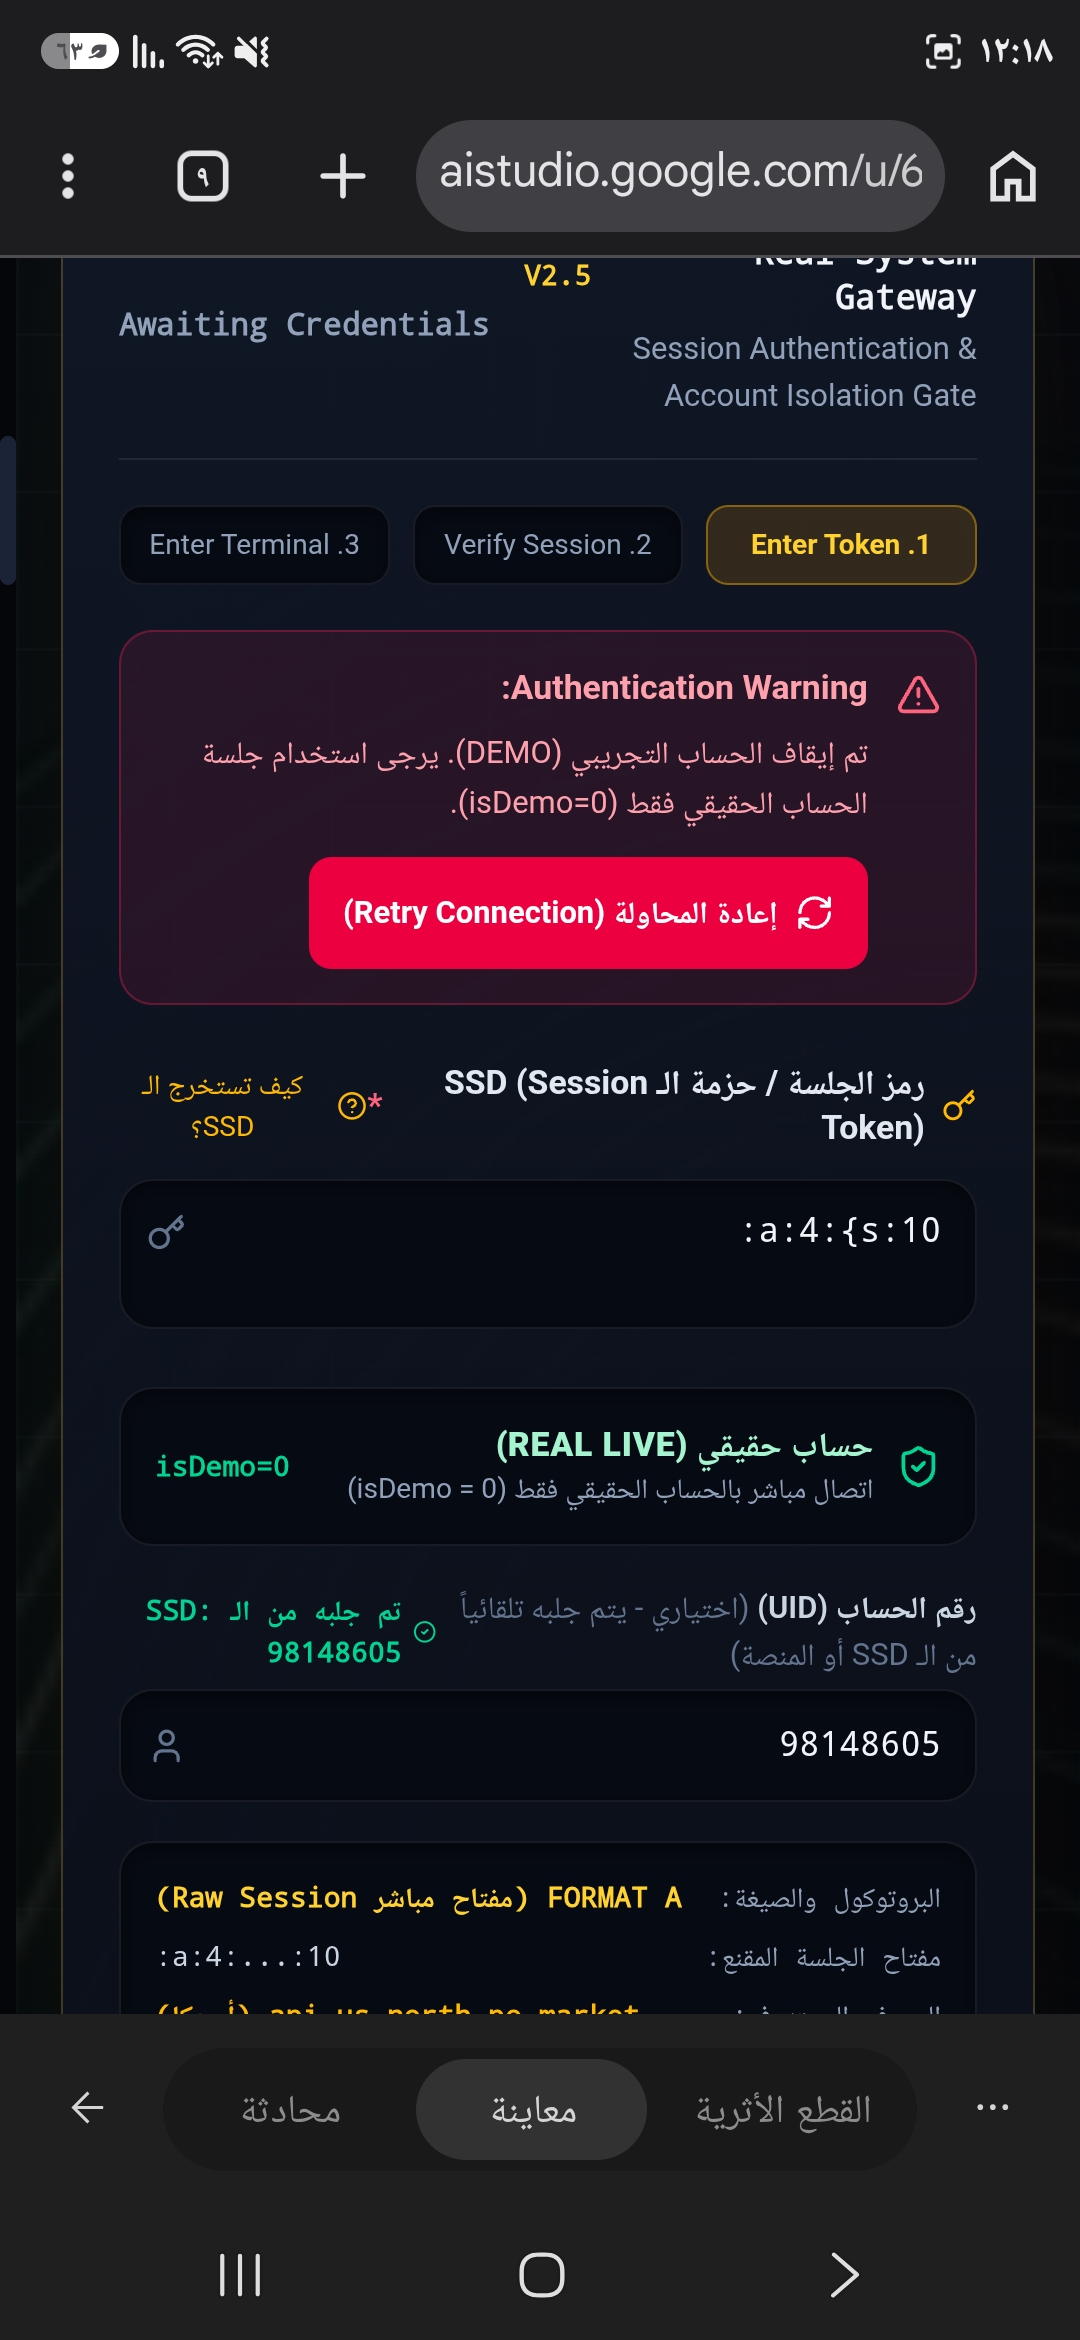 ٦٣
١٢:١٨
٩
aistudio.google.com/u/6
Real System
Gateway
V2.5
Session Authentication &
Account Isolation Gate
Awaiting Credentials
Enter Token .1
Verify Session .2
Enter Terminal .3
:Authentication Warning
تم إيقاف الحساب التجريبي (DEMO). يرجى استخدام جلسة
الحساب الحقيقي فقط (isDemo=0).
إعادة المحاولة (Retry Connection)
رمز الجلسة / حزمة الـ SSD (Session
Token)
*
كيف تستخرج الـ
SSD؟
:a:4:{s:10
حساب حقيقي (REAL LIVE)
اتصال مباشر بالحساب الحقيقي فقط (isDemo = 0)
isDemo=0
رقم الحساب (UID) (اختياري - يتم جلبه تلقائياً
من الـ SSD أو المنصة)
تم جلبه من الـ SSD:
98148605
98148605
البروتوكول والصيغة:
FORMAT A (مفتاح مباشر Raw Session)
مفتاح الجلسة المقنع:
:a:4:...:10
القطع الأثرية
معاينة
محادثة